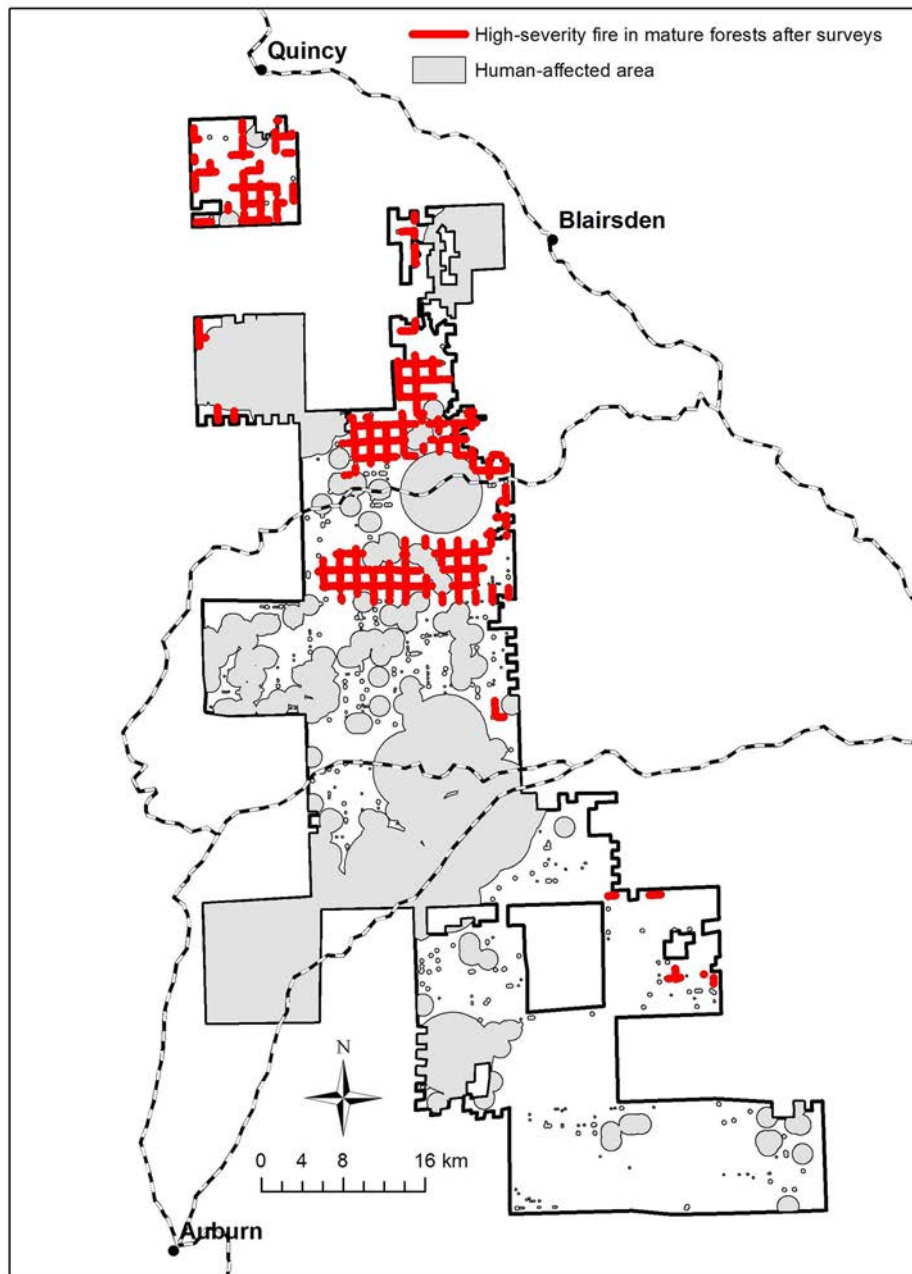 Quincy
High-severity fire in mature forests after surveys
Human-affected area
Blairsden
N
0 4 8 16 km
Auburn